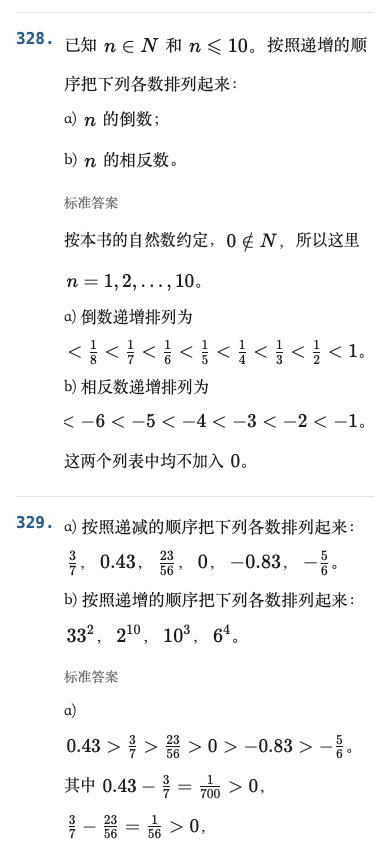 328. 已知 n ∈ N 和 n ⩽ 10。按照递增的顺
序把下列各数排列起来：
a) n 的倒数；
b) n 的相反数。
标准答案
按本书的自然数约定，0 ∉ N，所以这里
n = 1, 2, . . . , 10。
a) 倒数递增排列为
< 1/8 < 1/7 < 1/6 < 1/5 < 1/4 < 1/3 < 1/2 < 1。
b) 相反数递增排列为
< −6 < −5 < −4 < −3 < −2 < −1。
这两个列表中均不加入 0。
329. a) 按照递减的顺序把下列各数排列起来：
3/7, 0.43, 23/56, 0, −0.83, −5/6。
b) 按照递增的顺序把下列各数排列起来：
33², 2¹⁰, 10³, 6⁴。
标准答案
a)
0.43 > 3/7 > 23/56 > 0 > −0.83 > −5/6。
其中 0.43 − 3/7 = 1/700 > 0，
3/7 − 23/56 = 1/56 > 0，